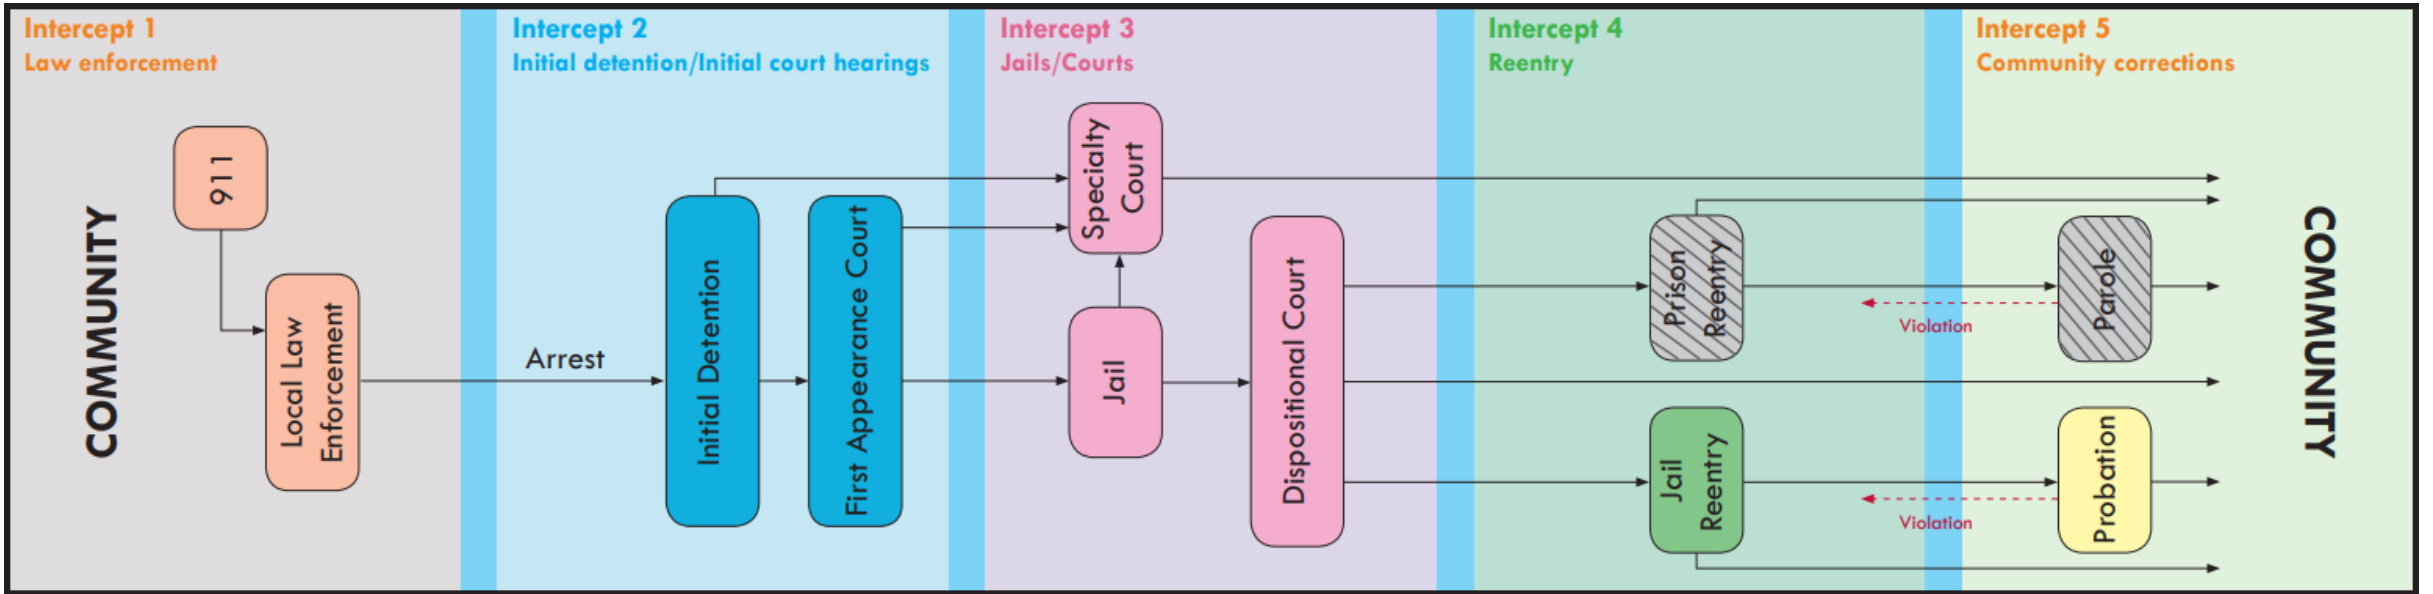 Intercept 1
Law enforcement
COMMUNITY
911
Local Law
Enforcement
Intercept 2
Initial detention/Initial court hearings
Arrest
Initial Detention
First Appearance Court
Intercept 3
Jails/Courts
Specialty
Court
Jail
Dispositional Court
Intercept 4
Reentry
Prison
Reentry
Jail
Reentry
Violation
Violation
Intercept 5
Community corrections
Parole
Probation
COMMUNITY